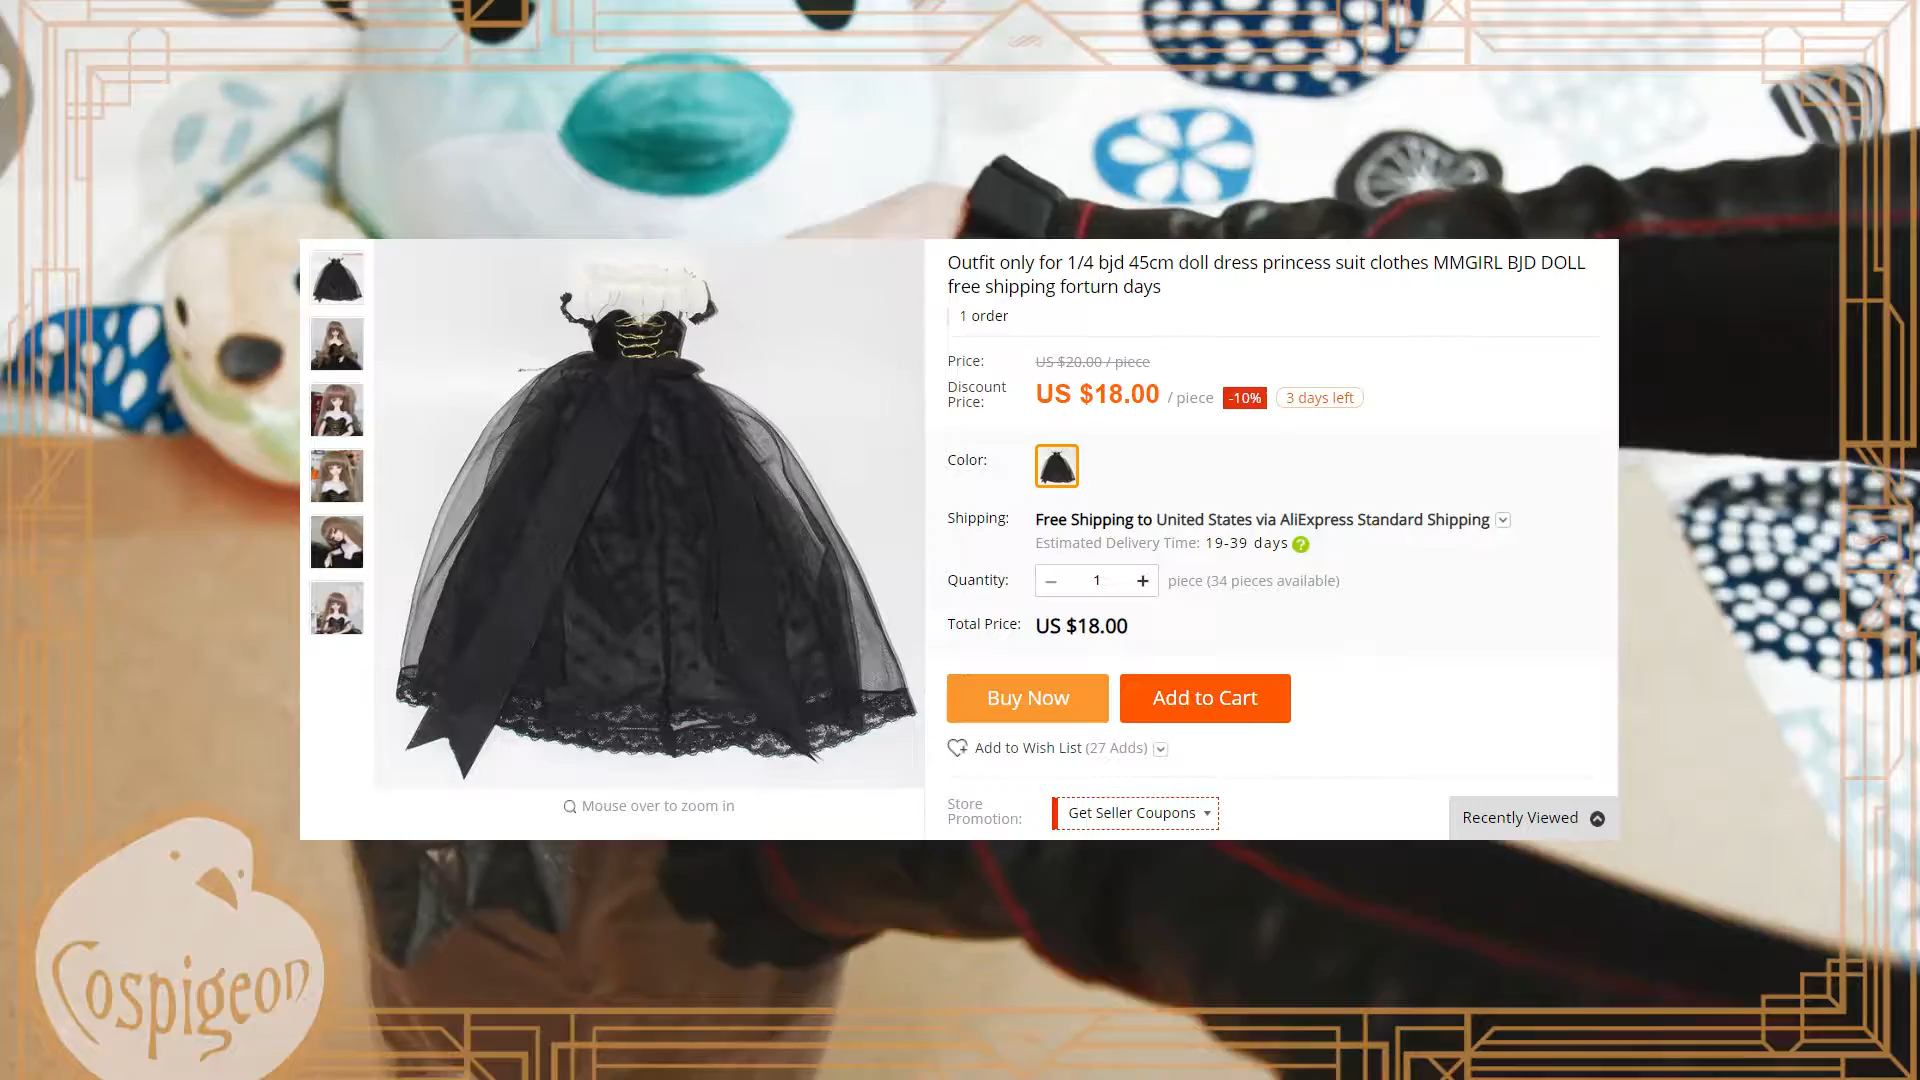 Outfit only for 1/4 bjd 45cm doll dress princess suit clothes MMGIRL BJD DOLL
free shipping forturn days
1 order
Price: US $20.00 / piece
Discount
Price: US $18.00 / piece -10% 3 days left
Color:
Shipping: Free Shipping to United States via AliExpress Standard Shipping
Estimated Delivery Time: 19-39 days ?
Quantity: − 1 + piece (34 pieces available)
Total Price: US $18.00
Buy Now Add to Cart
Add to Wish List (27 Adds)
Mouse over to zoom in
Store
Promotion: Get Seller Coupons
Recently Viewed
Cospigeon